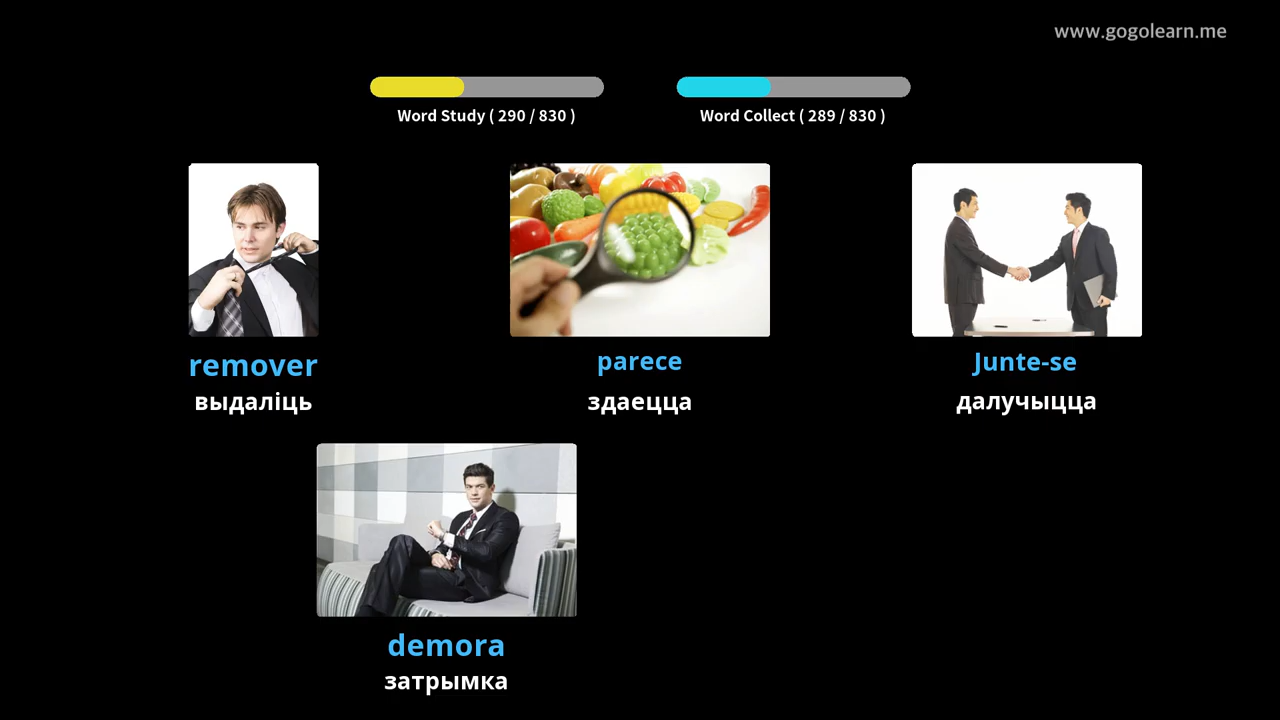 www.gogolearn.me
Word Study ( 290 / 830 )
Word Collect ( 289 / 830 )
remover
выдаліць
parece
здаецца
Junte-se
далучыцца
demora
затрымка